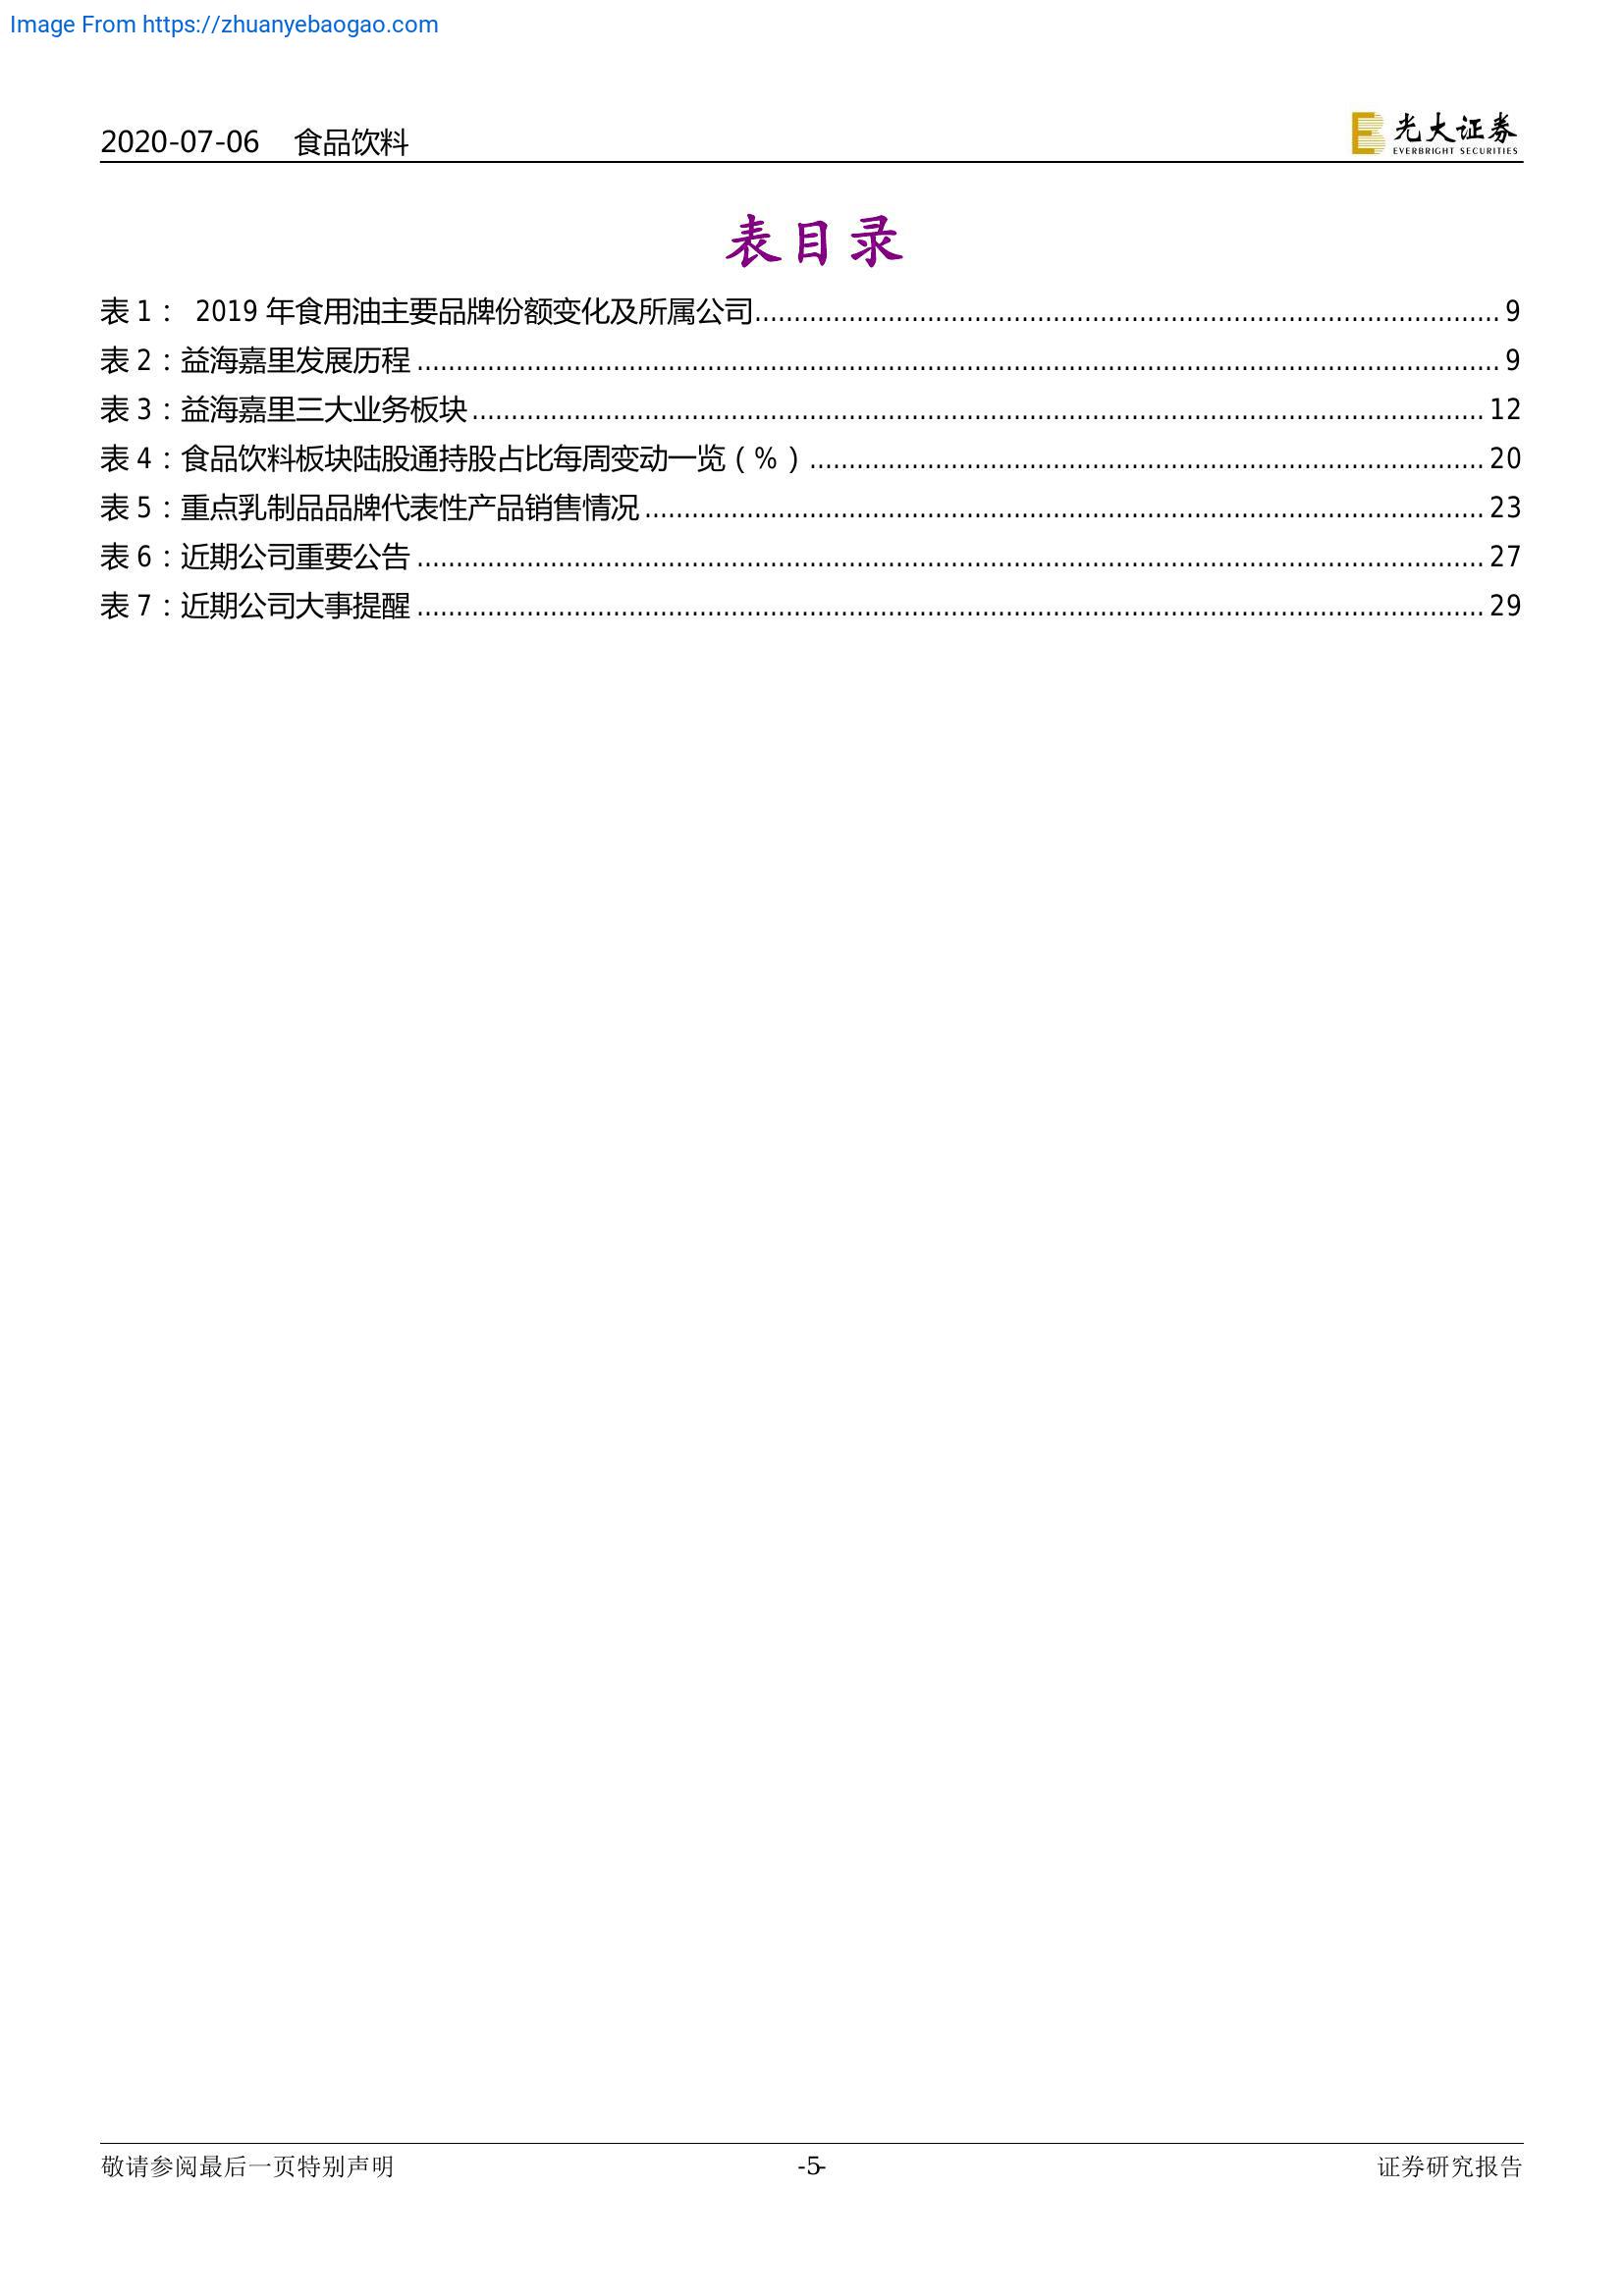 Image From https://zhuanyebaogao.com
2020-07-06 食品饮料
光大证券
EVERBRIGHT SECURITIES
表目录
表 1： 2019 年食用油主要品牌份额变化及所属公司 9
表 2：益海嘉里发展历程 9
表 3：益海嘉里三大业务板块 12
表 4：食品饮料板块陆股通持股占比每周变动一览（%） 20
表 5：重点乳制品品牌代表性产品销售情况 23
表 6：近期公司重要公告 27
表 7：近期公司大事提醒 29
敬请参阅最后一页特别声明 -5- 证券研究报告